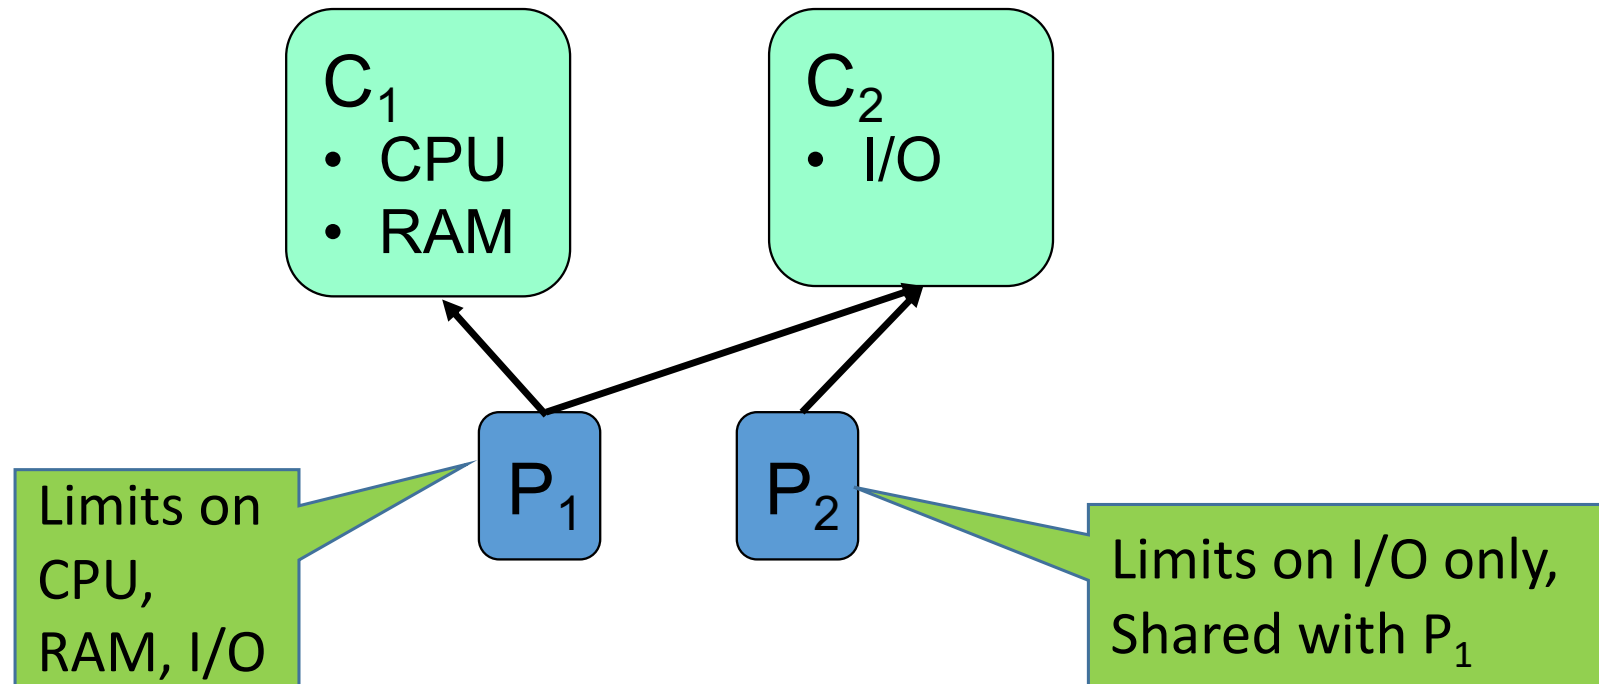 C₁
• CPU
• RAM
C₂
• I/O
P₁
P₂
Limits on
CPU,
RAM, I/O
Limits on I/O only,
Shared with P₁